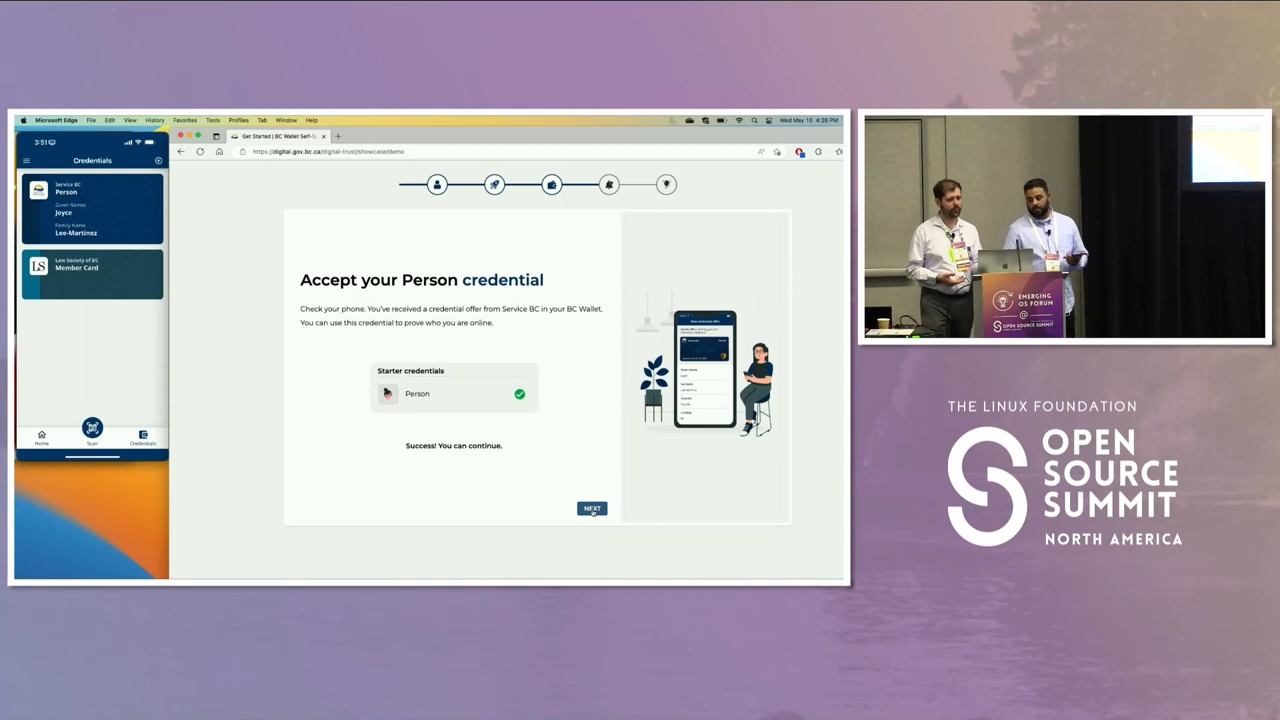 Microsoft Edge File Edit View History Favorites Tools Profiles Tab Window Help
Wed May 10 4:26 PM
Get Started | BC Wallet Self-S
https://digital.gov.bc.ca/digital-trust/showcase/demo
3:51
Credentials
Service BC
Person
Given Names
Joyce
Family Name
Lee-Martinez
LS
Law Society of BC
Member Card
Home
Scan
Credentials
Accept your Person credential
Check your phone. You've received a credential offer from Service BC in your BC Wallet.
You can use this credential to prove who you are online.
Starter credentials
Person
Success! You can continue.
NEXT
EMERGING
OS FORUM
@
OPEN SOURCE SUMMIT
THE LINUX FOUNDATION
OPEN
SOURCE
SUMMIT
NORTH AMERICA